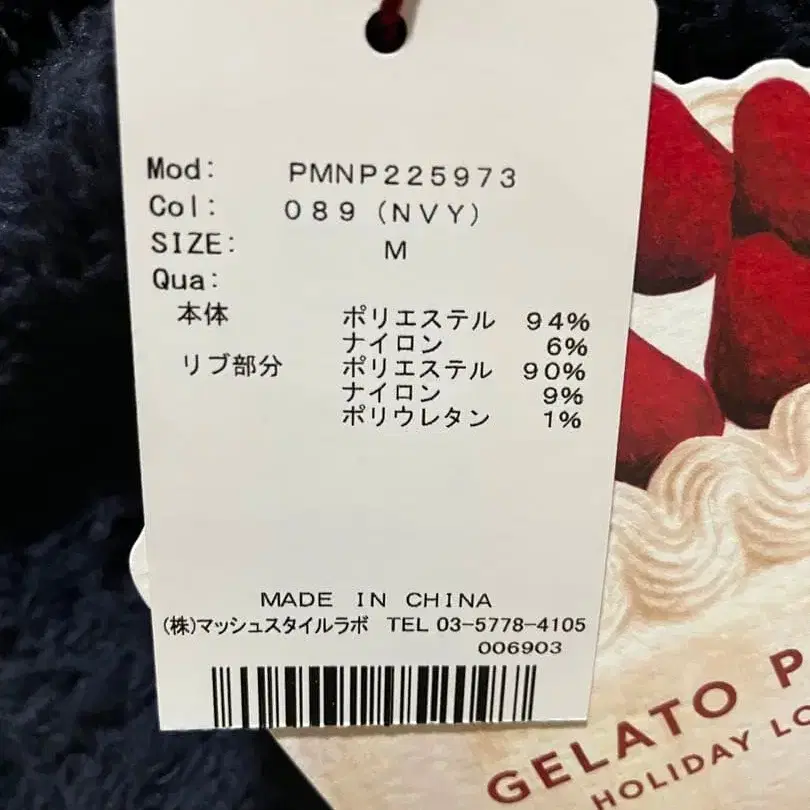 Mod: PMNP225973
Col: 089 (NVY)
SIZE: M
Qua:
本体 ポリエステル 94%
ナイロン 6%
リブ部分 ポリエステル 90%
ナイロン 9%
ポリウレタン 1%
MADE IN CHINA
(株)マッシュスタイルラボ TEL 03-5778-4105
006903
GELATO P
HOLIDAY LO